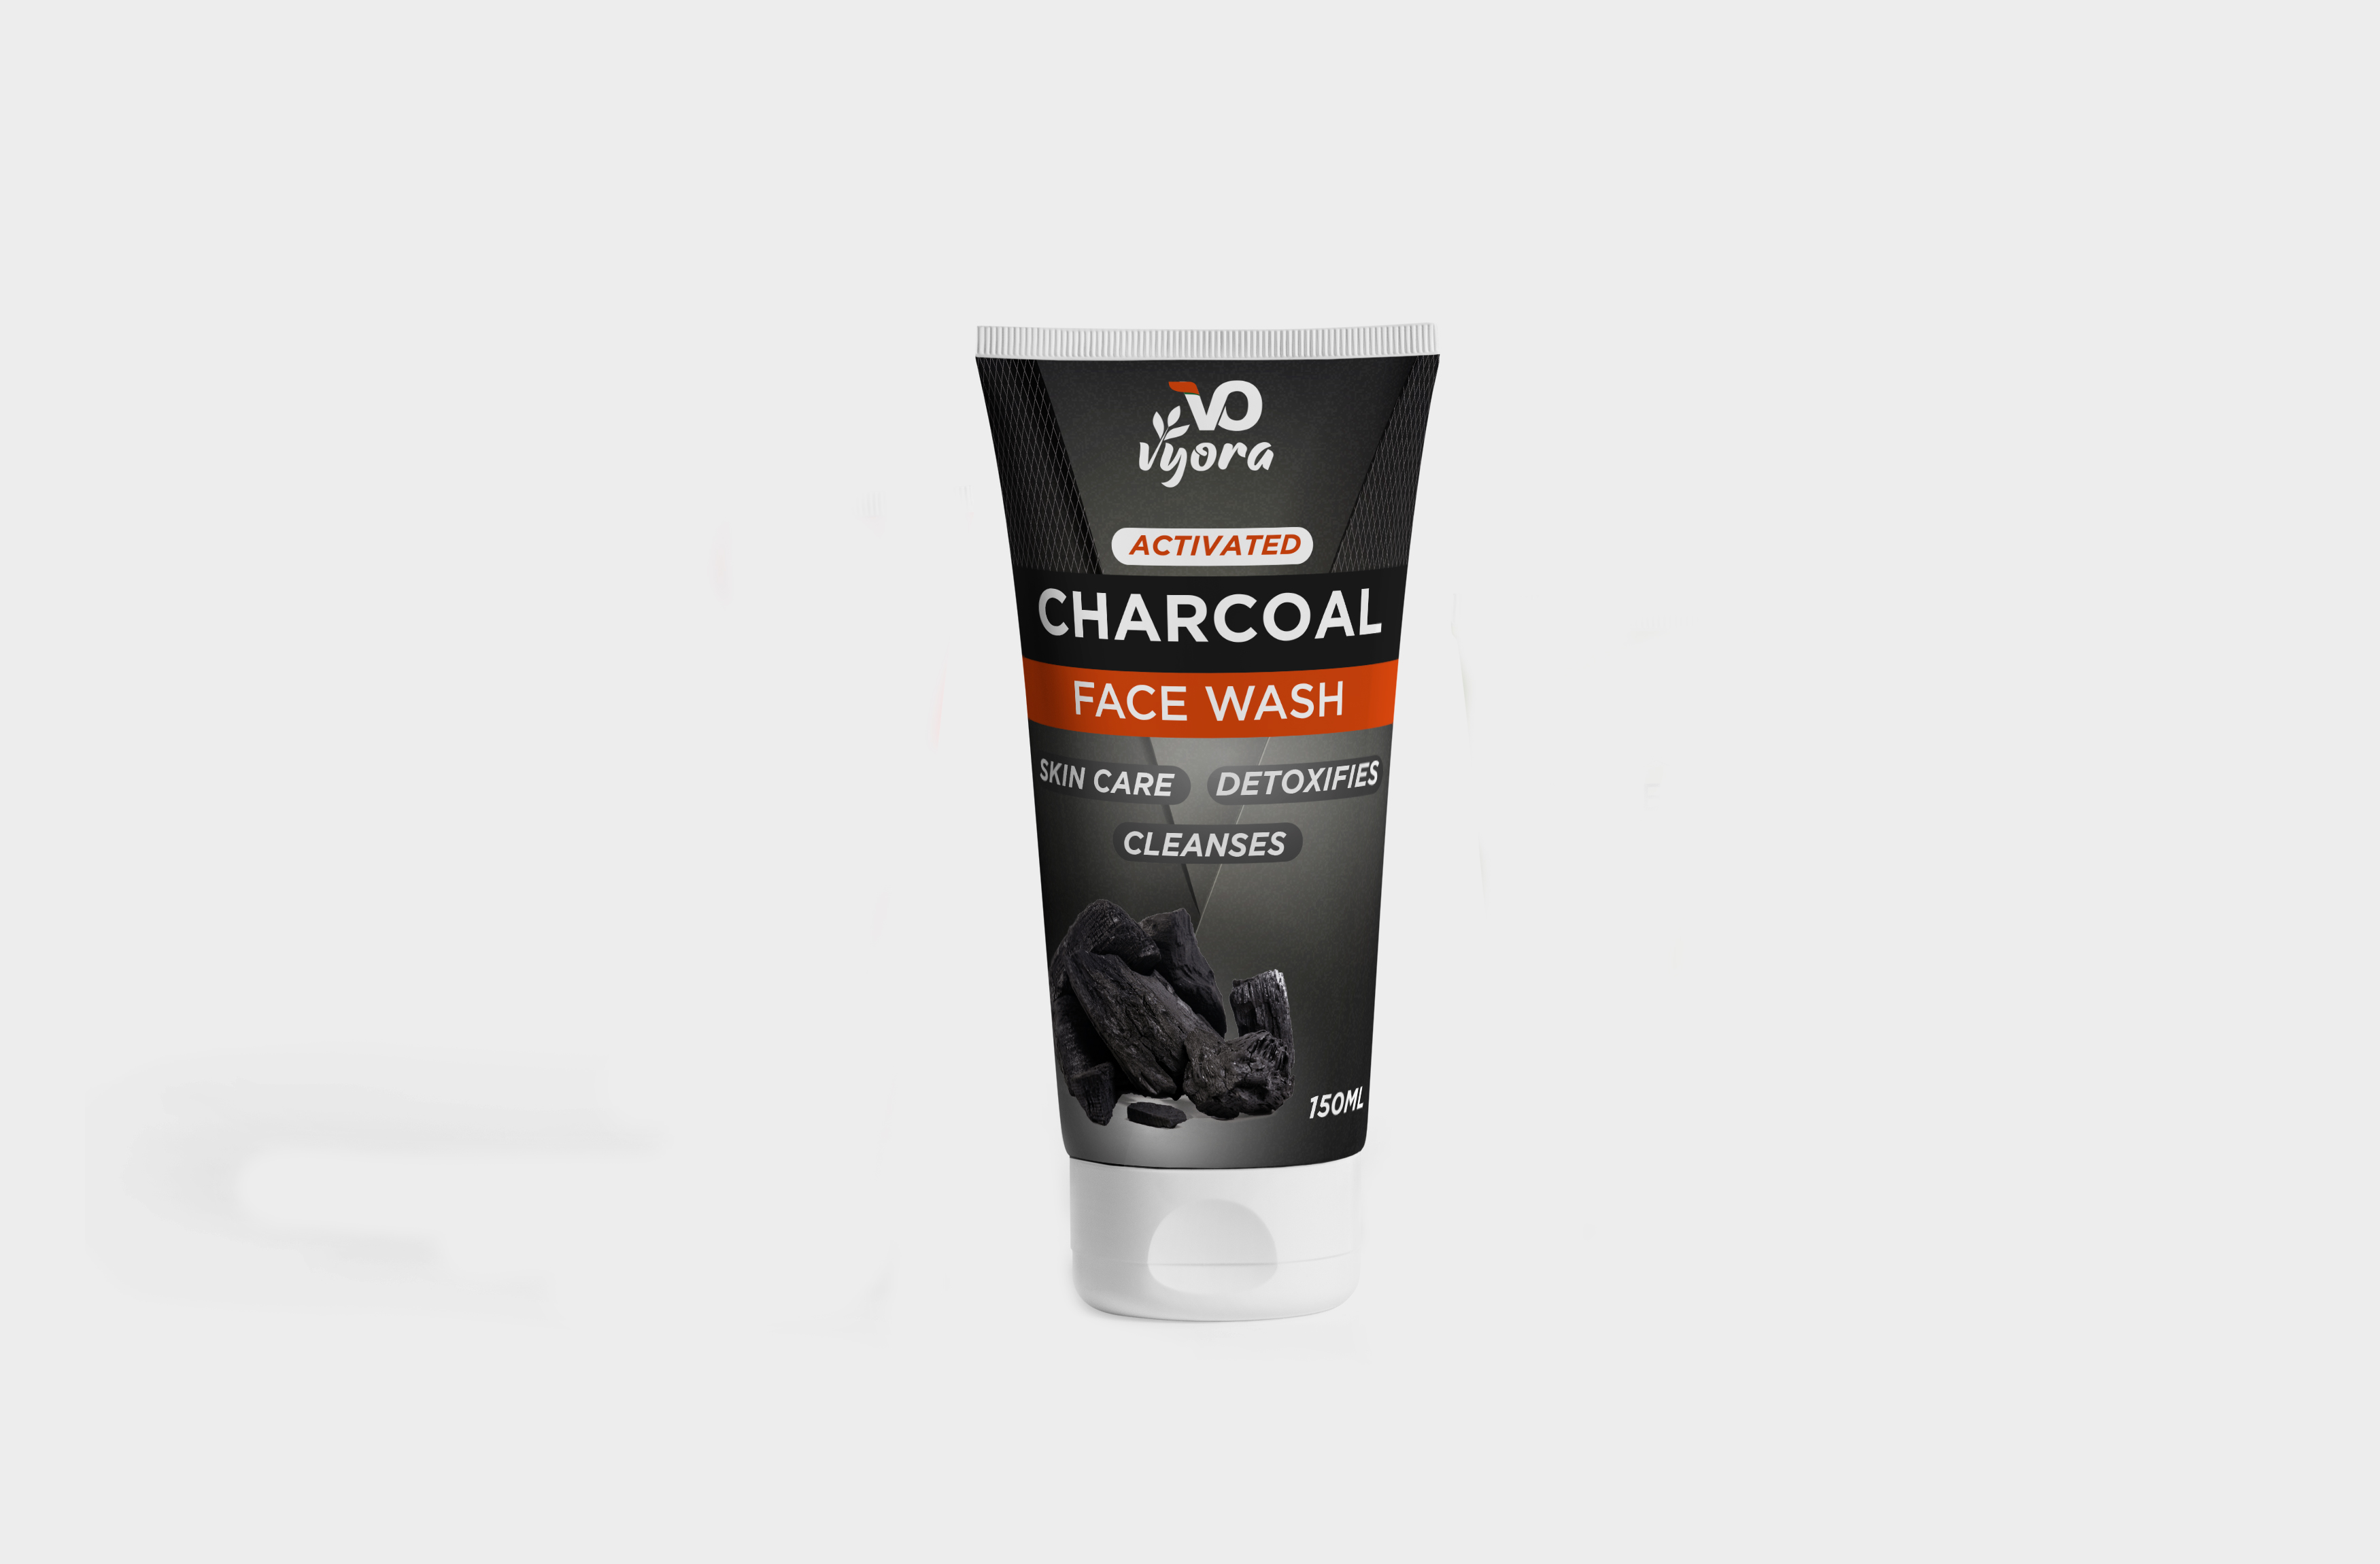 VO
vyora
ACTIVATED
CHARCOAL
FACE WASH
SKIN CARE DETOXIFIES
CLEANSES
150ML